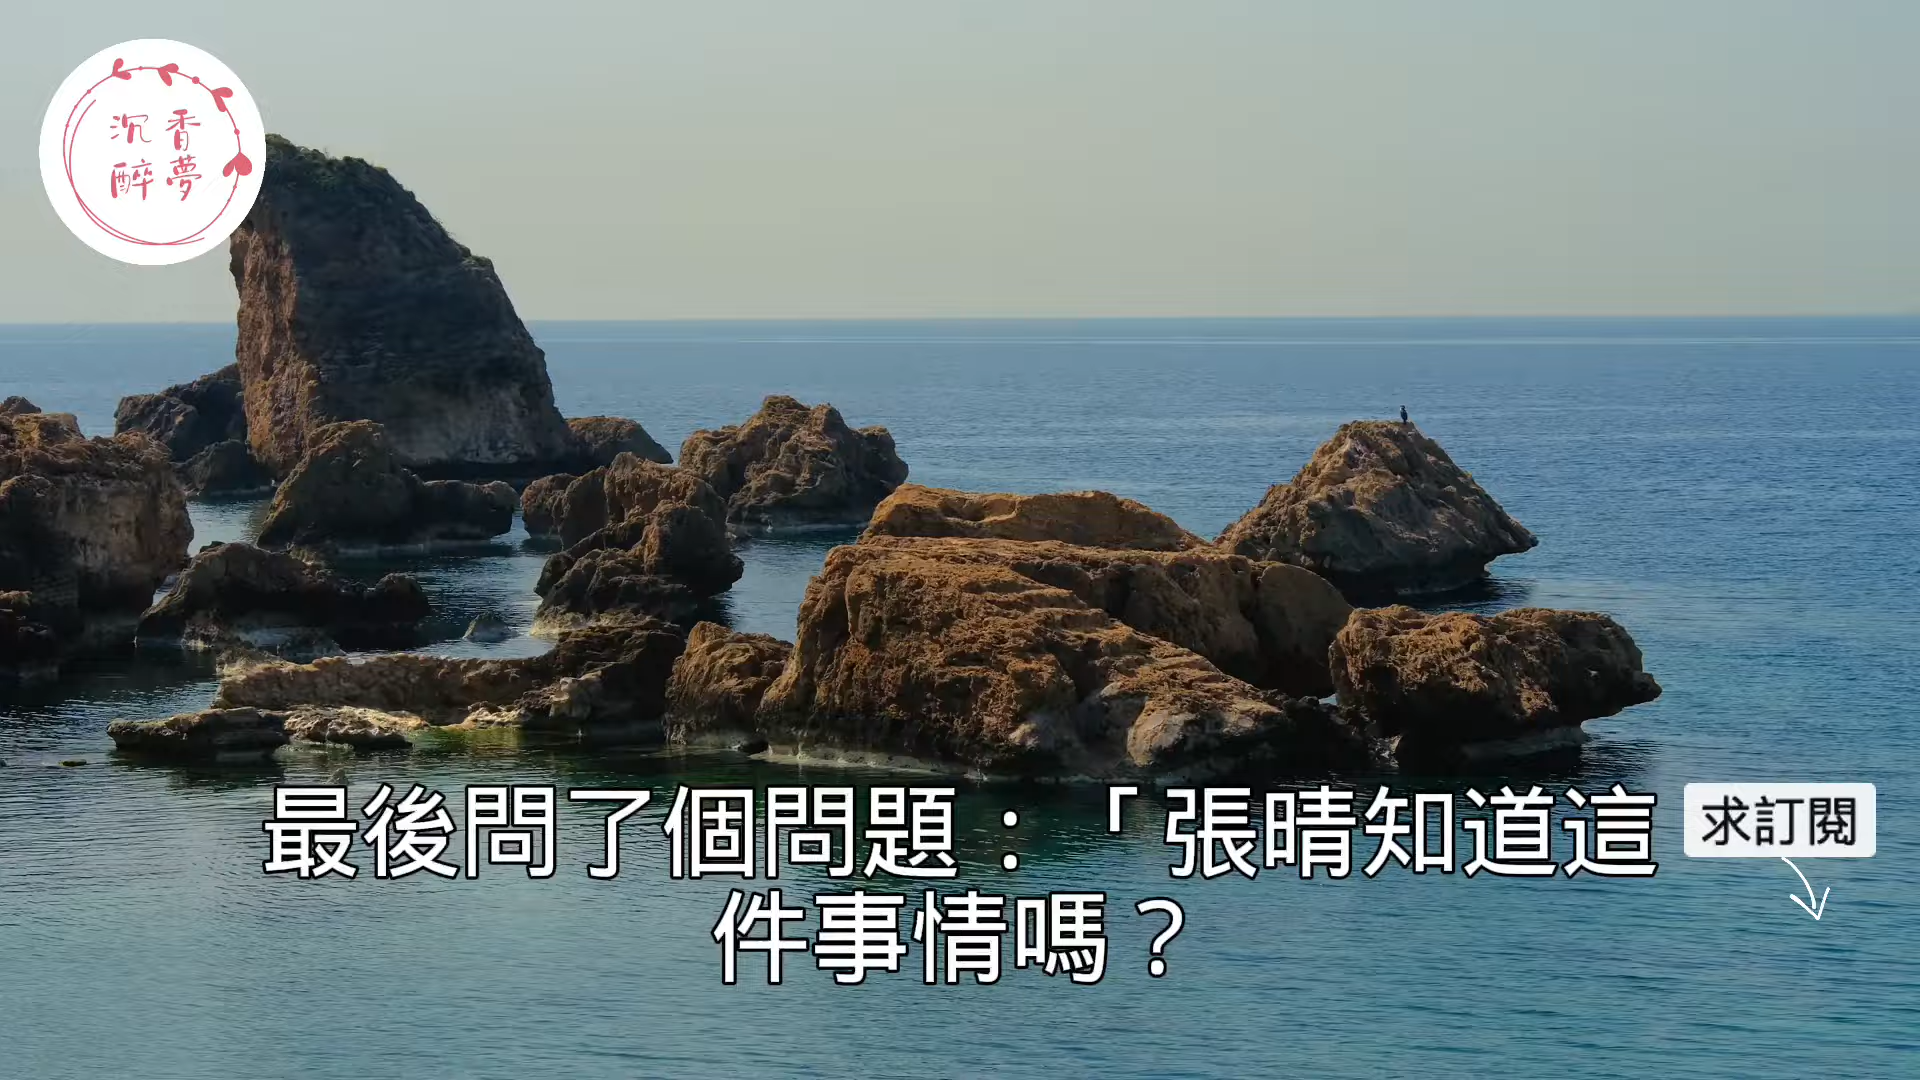 沉香
醉夢
最後問了個問題：「張晴知道這
件事情嗎？
求訂閱